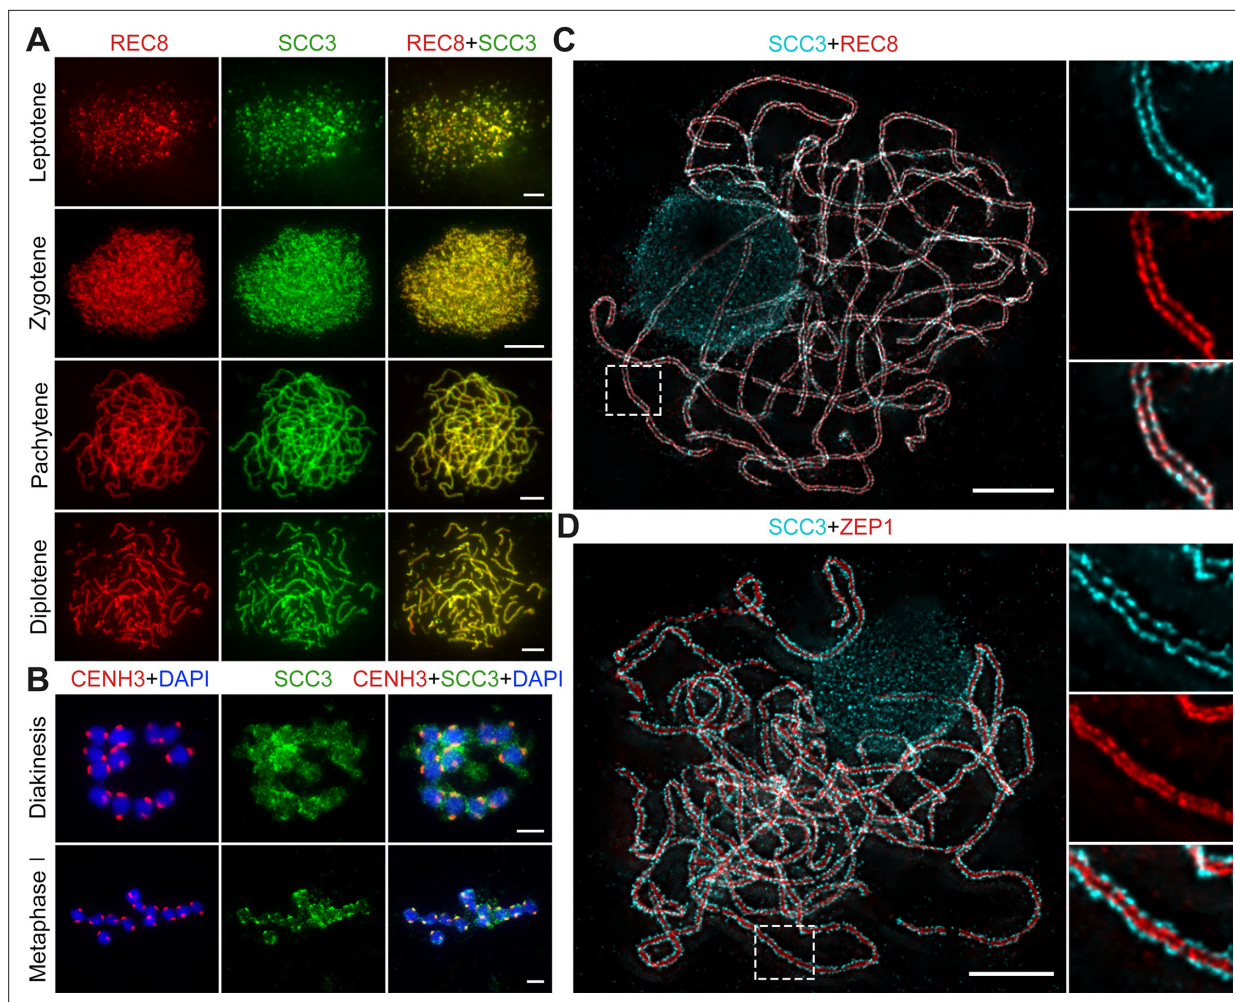 A
REC8 SCC3 REC8+SCC3
Leptotene
Zygotene
Pachytene
Diplotene
B
CENH3+DAPI SCC3 CENH3+SCC3+DAPI
Diakinesis
Metaphase I
C
SCC3+REC8
D
SCC3+ZEP1